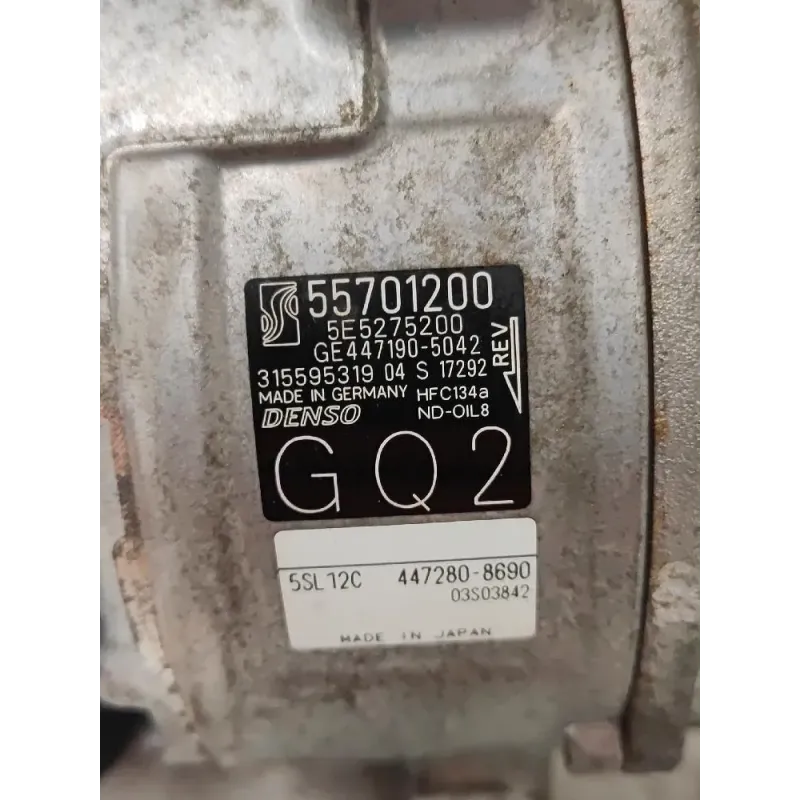 55701200
5E5275200
GE447190-5042
315595319 04 S 17292
REV
MADE IN GERMANY HFC134a
DENSO ND-OIL8
GQ2
5SL12C 447280-8690
03S03842
MADE IN JAPAN